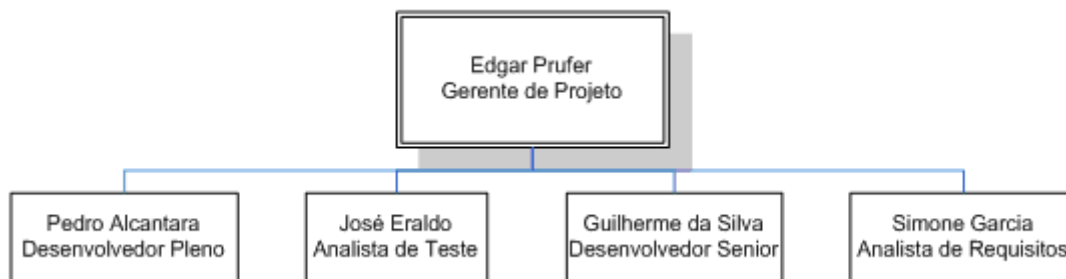 Edgar Prufer
Gerente de Projeto
Pedro Alcantara
Desenvolvedor Pleno
José Eraldo
Analista de Teste
Guilherme da Silva
Desenvolvedor Senior
Simone Garcia
Analista de Requisitos